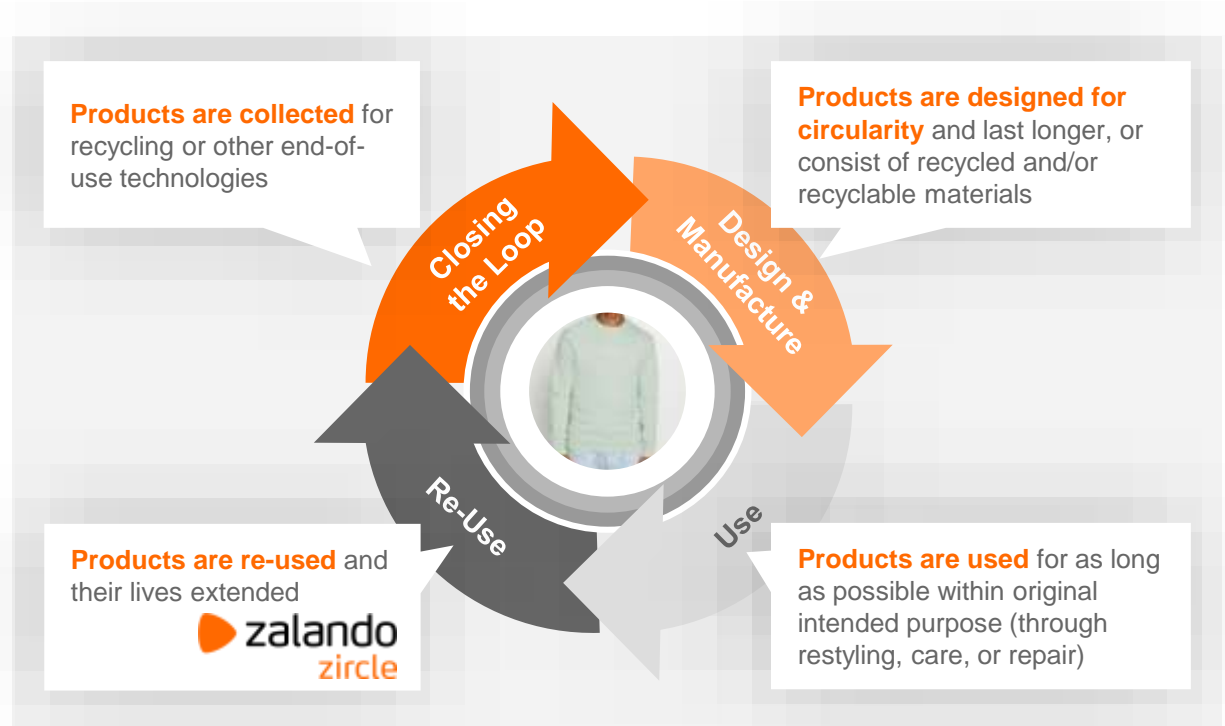 Products are collected for
recycling or other end-of-
use technologies
Products are designed for
circularity and last longer, or
consist of recycled and/or
recyclable materials
Closing
the Loop
Design &
Manufacture
Re-Use
Use
Products are re-used and
their lives extended
zalando
zircle
Products are used for as long
as possible within original
intended purpose (through
restyling, care, or repair)